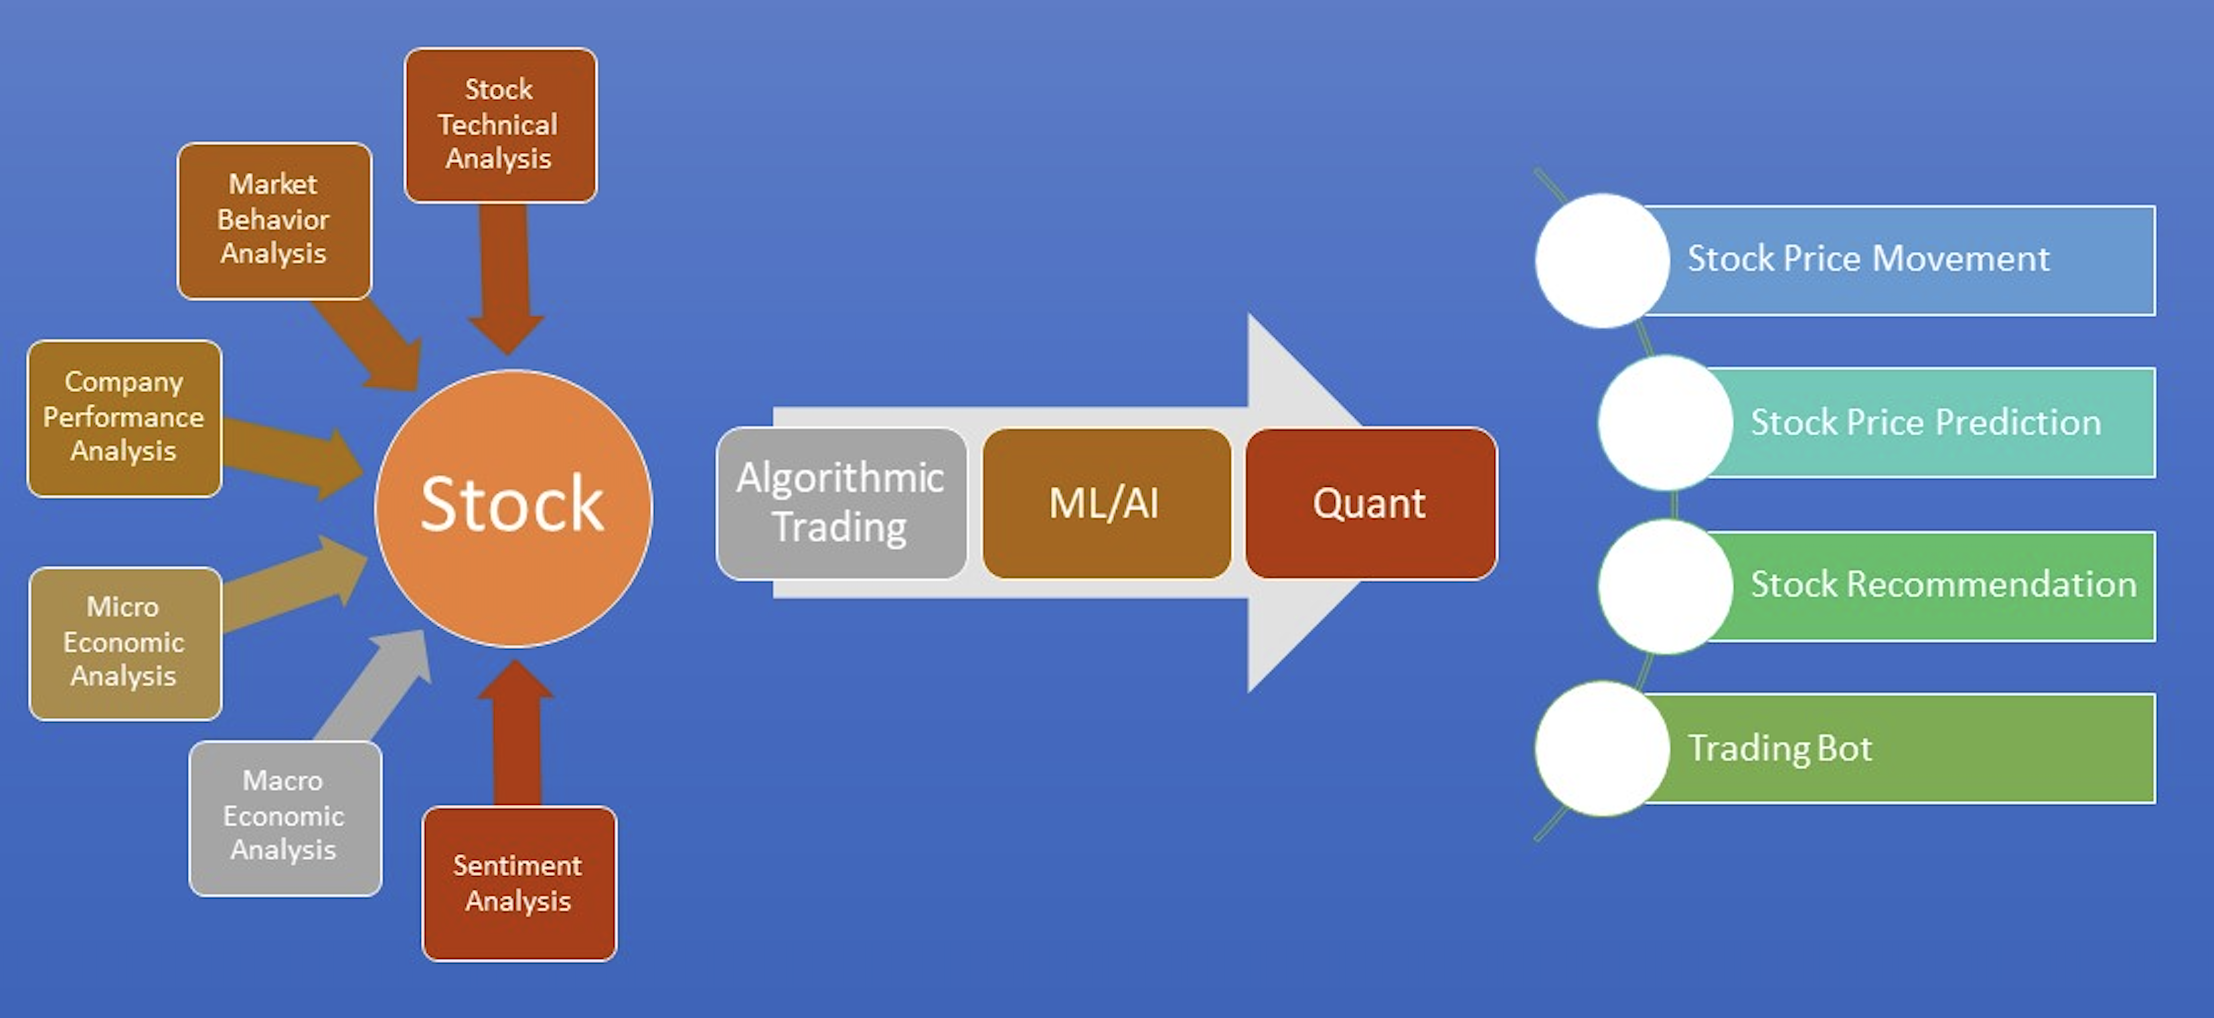 Stock
Technical
Analysis
Market
Behavior
Analysis
Company
Performance
Analysis
Micro
Economic
Analysis
Macro
Economic
Analysis
Sentiment
Analysis
Stock
Algorithmic
Trading
ML/AI
Quant
Stock Price Movement
Stock Price Prediction
Stock Recommendation
Trading Bot